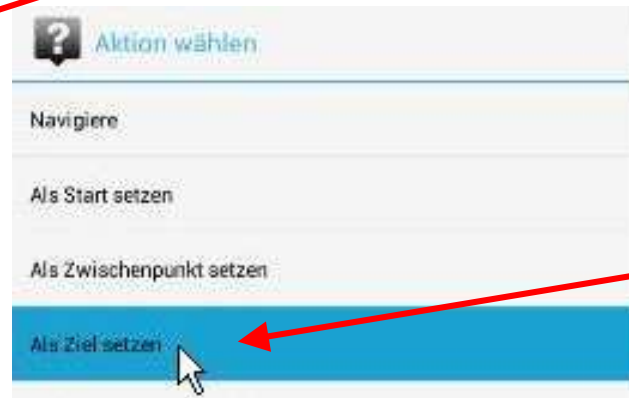 Aktion wählen
Navigiere
Als Start setzen
Als Zwischenpunkt setzen
Als Ziel setzen